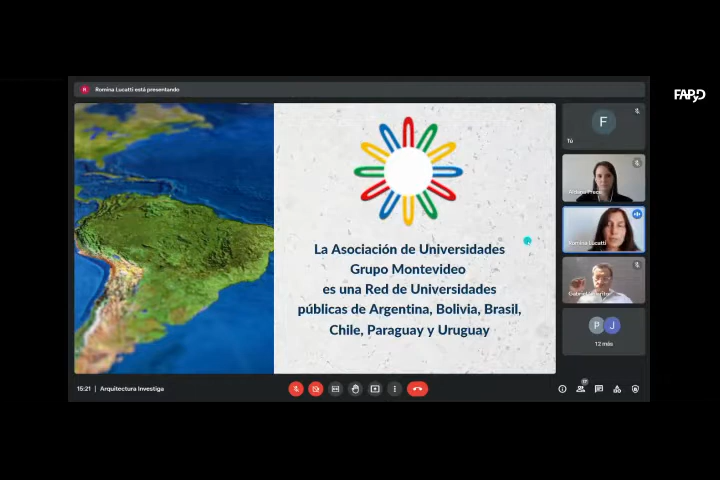 R Romina Lucatti está presentando
FAPyD
F
Tú
La Asociación de Universidades
Grupo Montevideo
es una Red de Universidades
públicas de Argentina, Bolivia, Brasil,
Chile, Paraguay y Uruguay
Romina Lucatti
P J
12 más
15:21 | Arquitectura Investiga